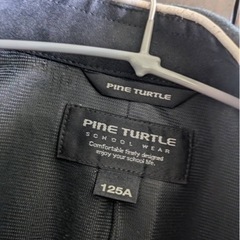 PINE TURTLE
PINE TURTLE
SCHOOL WEAR
Comfortable finely designed
enjoy your school life.
125A